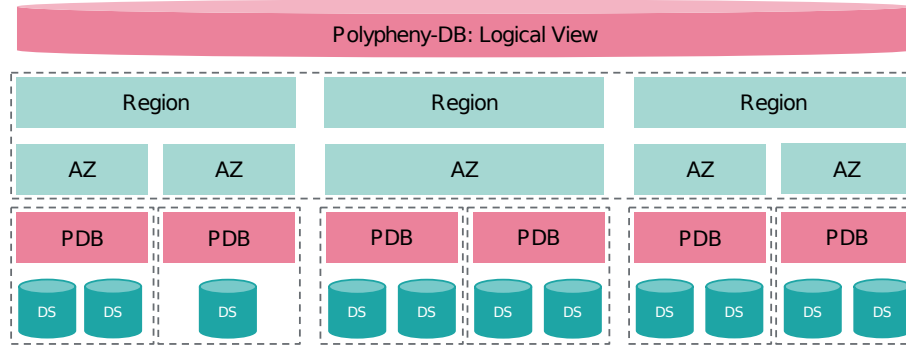 Polypheny-DB: Logical View
Region Region Region
AZ AZ AZ AZ AZ
PDB PDB PDB PDB PDB PDB
DS DS DS DS DS DS DS DS DS DS DS